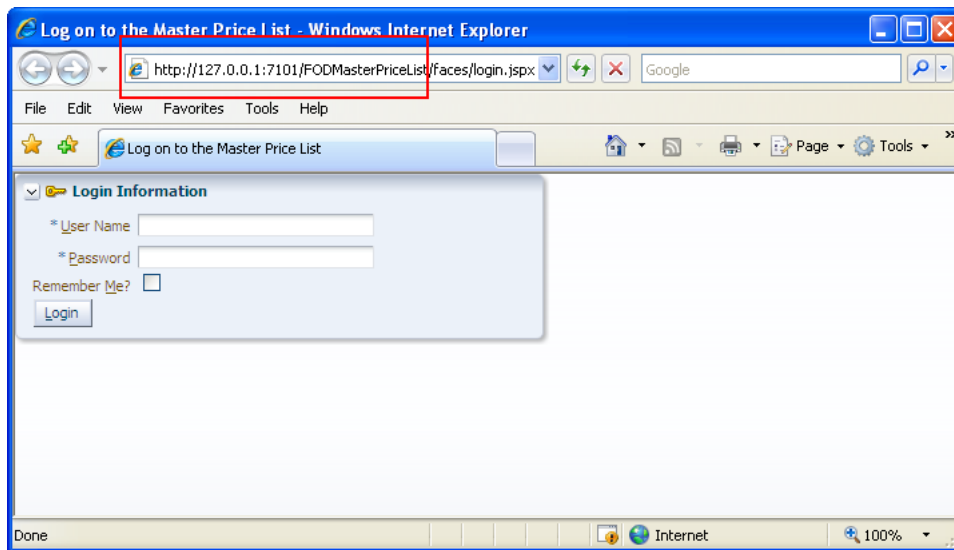 Log on to the Master Price List - Windows Internet Explorer
http://127.0.0.1:7101/FODMasterPriceList/faces/login.jspx
Google
File Edit View Favorites Tools Help
Log on to the Master Price List
Page Tools »
Login Information
* User Name
* Password
Remember Me?
Login
Done
Internet
100%